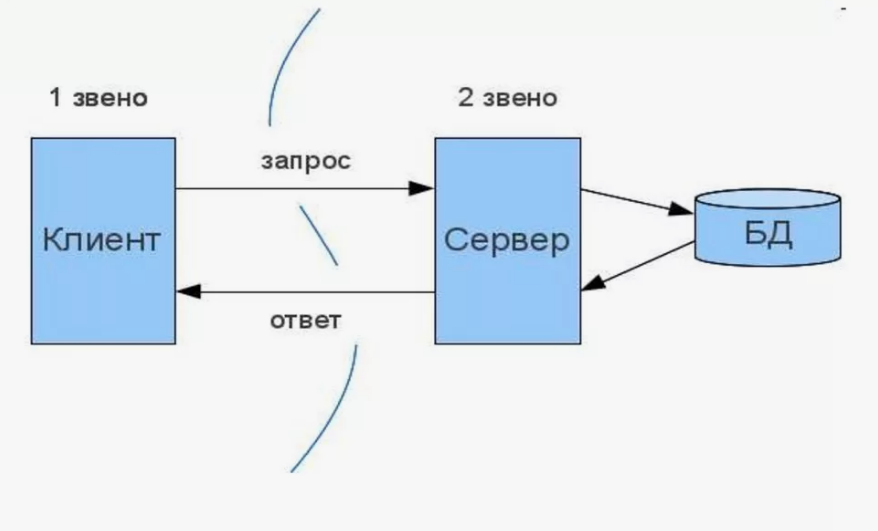 1 звено
2 звено
запрос
Клиент
Сервер
БД
ответ